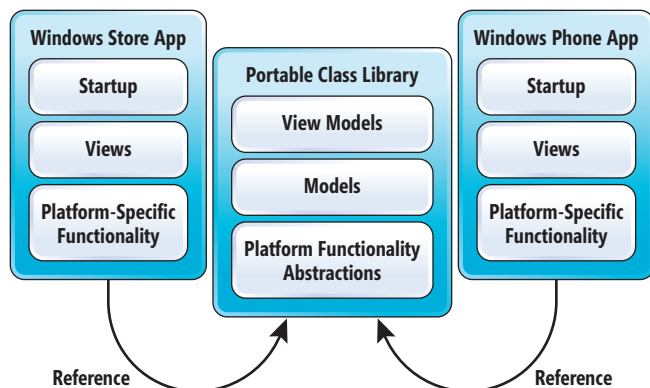 Windows Store App
Startup
Views
Platform-Specific
Functionality
Portable Class Library
View Models
Models
Platform Functionality
Abstractions
Windows Phone App
Startup
Views
Platform-Specific
Functionality
Reference
Reference